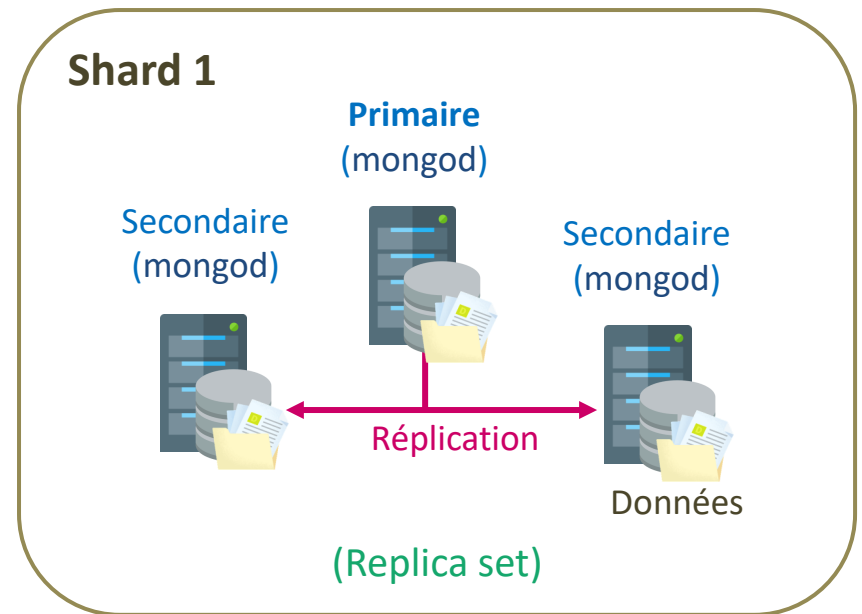 Shard 1
Primaire
(mongod)
Secondaire
(mongod)
Secondaire
(mongod)
Réplication
Données
(Replica set)